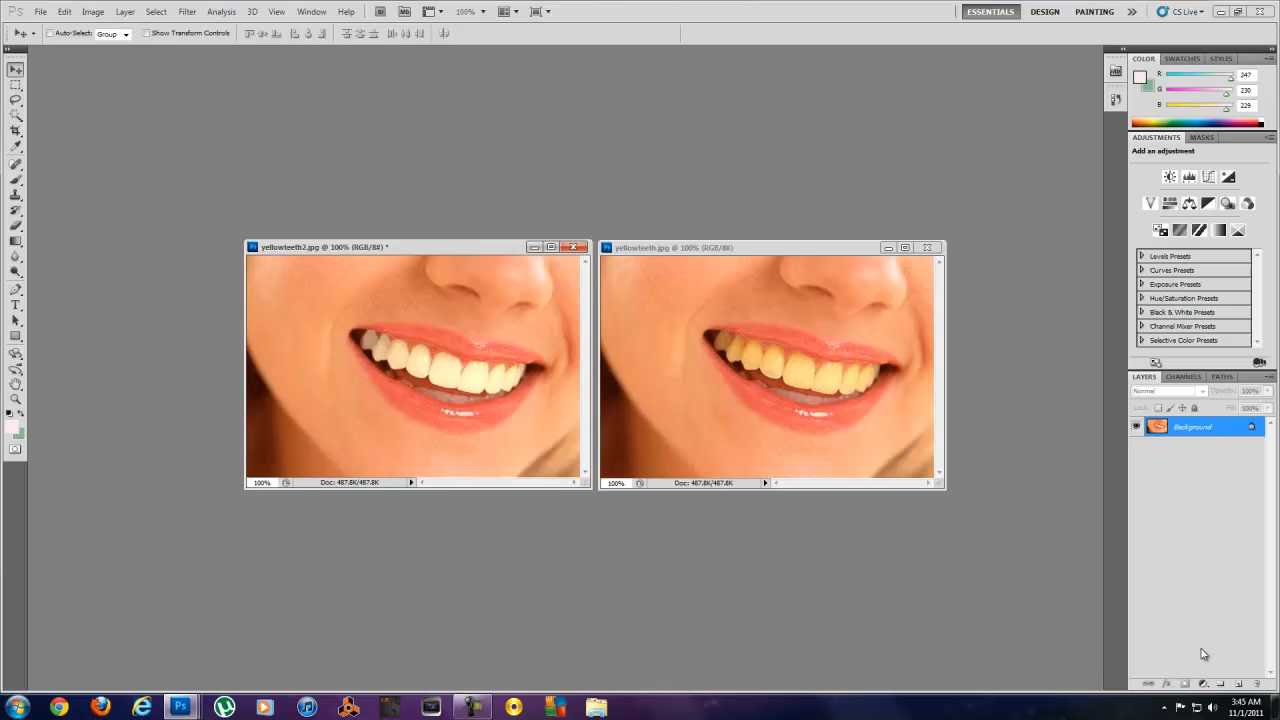 Ps File Edit Image Layer Select Filter Analysis 3D View Window Help Br Mb 100% ESSENTIALS DESIGN PAINTING CS Live
Auto-Select: Group Show Transform Controls
COLOR SWATCHES STYLES
R 247
G 230
B 229
ADJUSTMENTS MASKS
Add an adjustment
yellowteeth2.jpg @ 100% (RGB/8#) *
yellowteeth.jpg @ 100% (RGB/8#)
Levels Presets
Curves Presets
Exposure Presets
Hue/Saturation Presets
Black & White Presets
Channel Mixer Presets
Selective Color Presets
LAYERS CHANNELS PATHS
Normal Opacity: 100%
Lock: Fill: 100%
Background
100% Doc: 487.8K/487.8K
100% Doc: 487.8K/487.8K
3:45 AM
11/1/2011